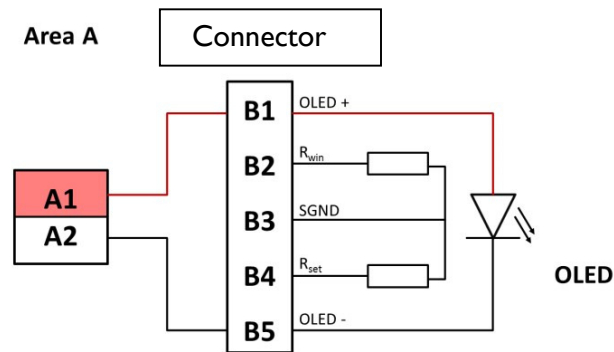 Area A
Connector
B1
OLED +
B2
Rwin
A1
A2
B3
SGND
B4
Rset
OLED
B5
OLED -